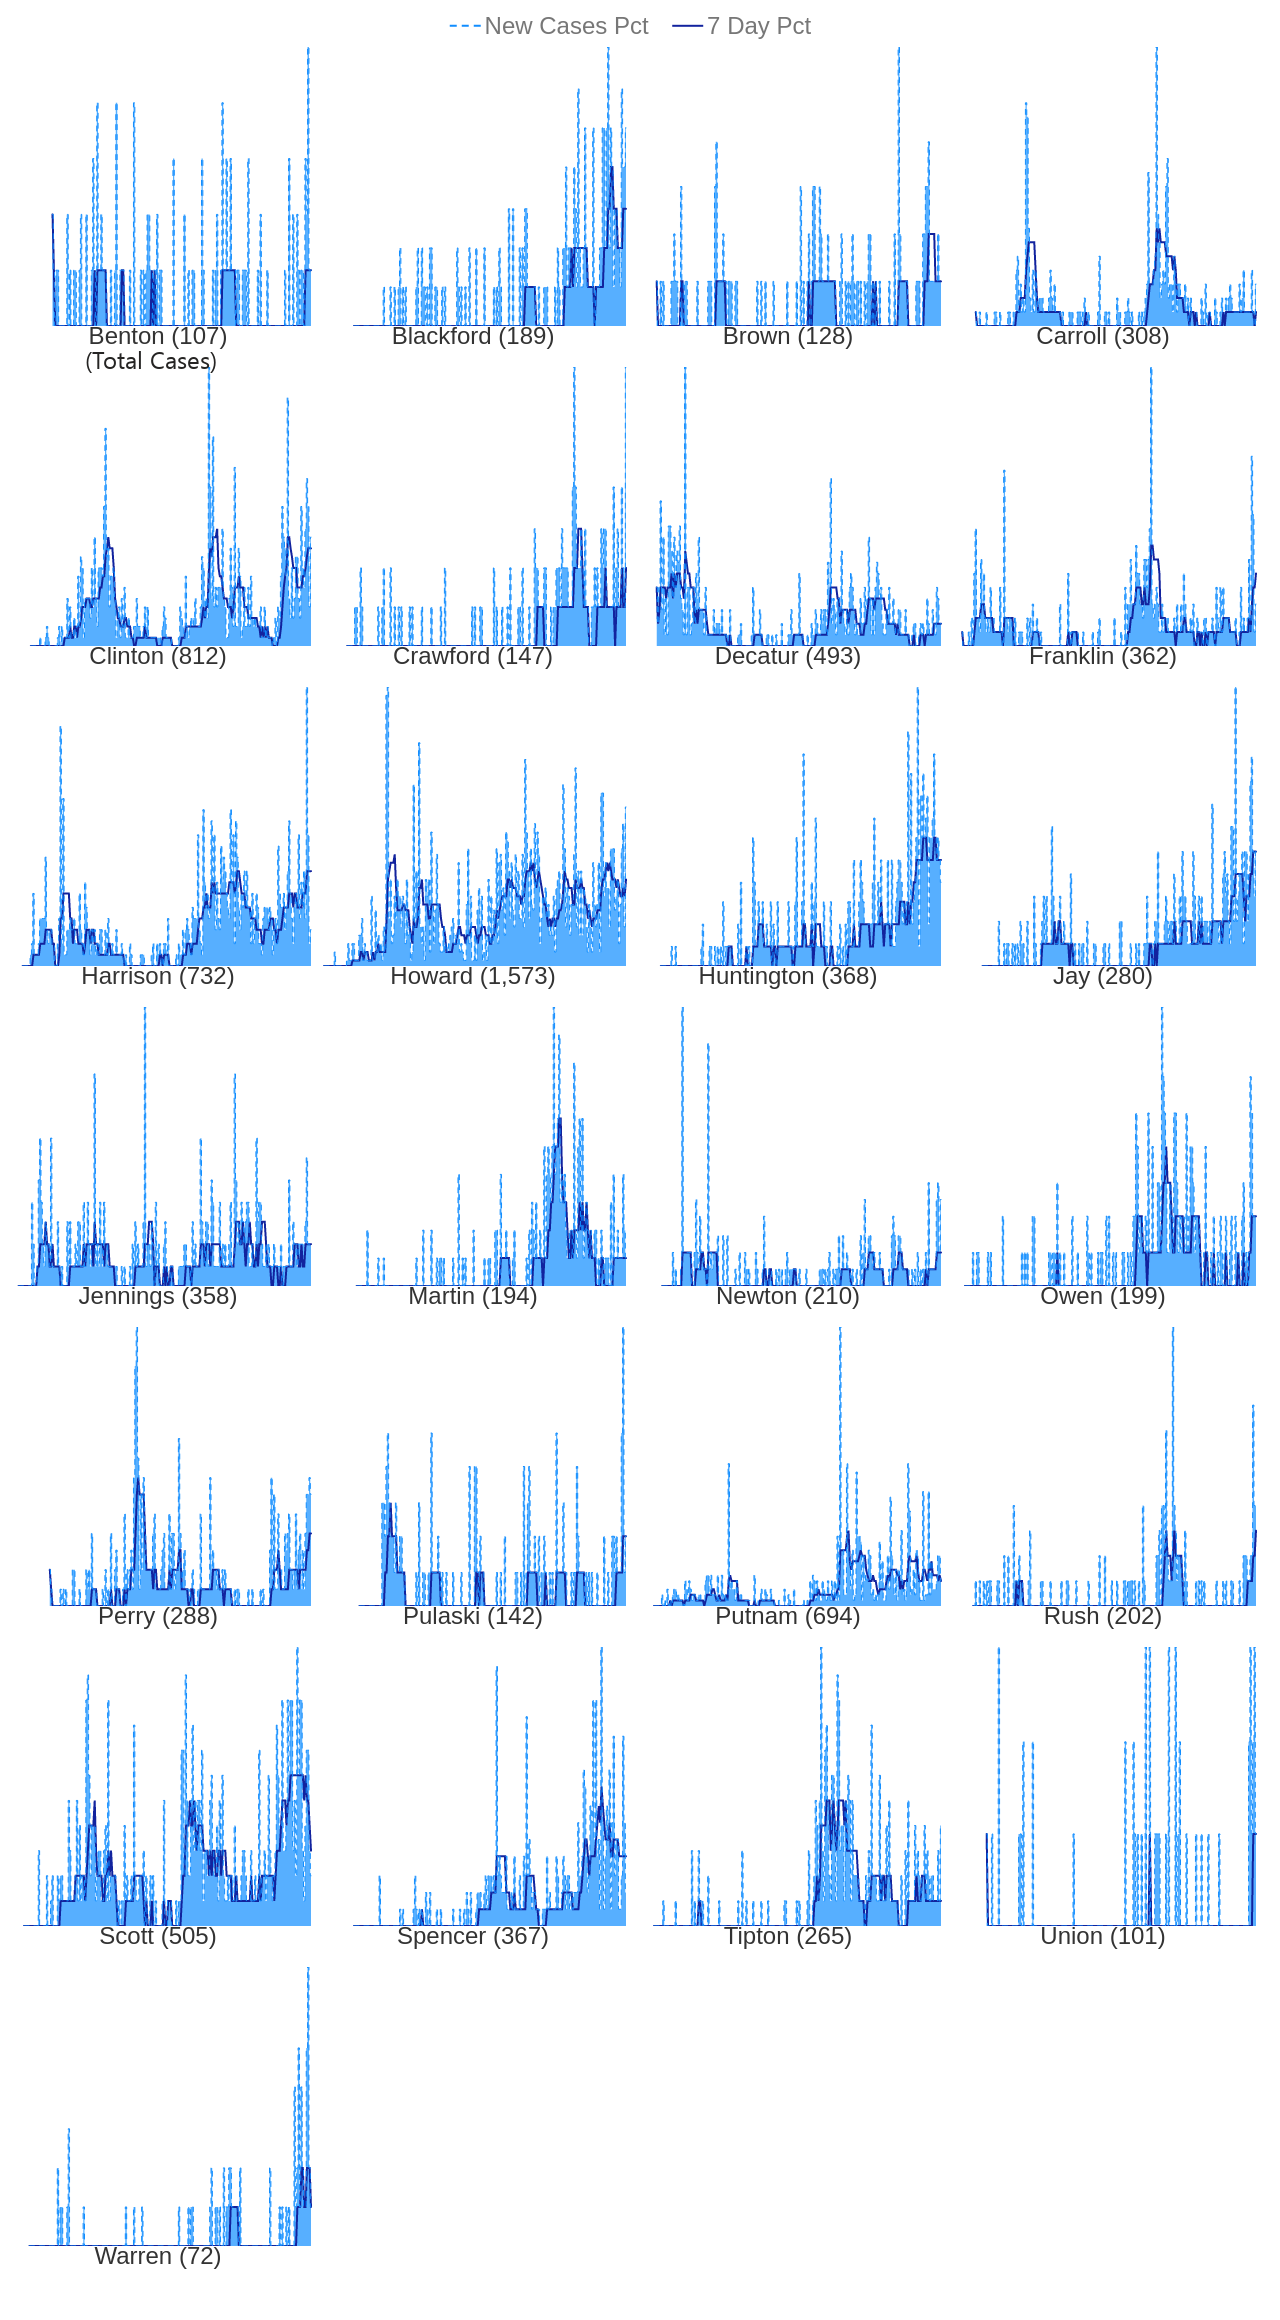 New Cases Pct 7 Day Pct
Benton (107) Blackford (189) Brown (128) Carroll (308)
(Total Cases)
Clinton (812) Crawford (147) Decatur (493) Franklin (362)
Harrison (732) Howard (1,573) Huntington (368) Jay (280)
Jennings (358) Martin (194) Newton (210) Owen (199)
Perry (288) Pulaski (142) Putnam (694) Rush (202)
Scott (505) Spencer (367) Tipton (265) Union (101)
Warren (72)